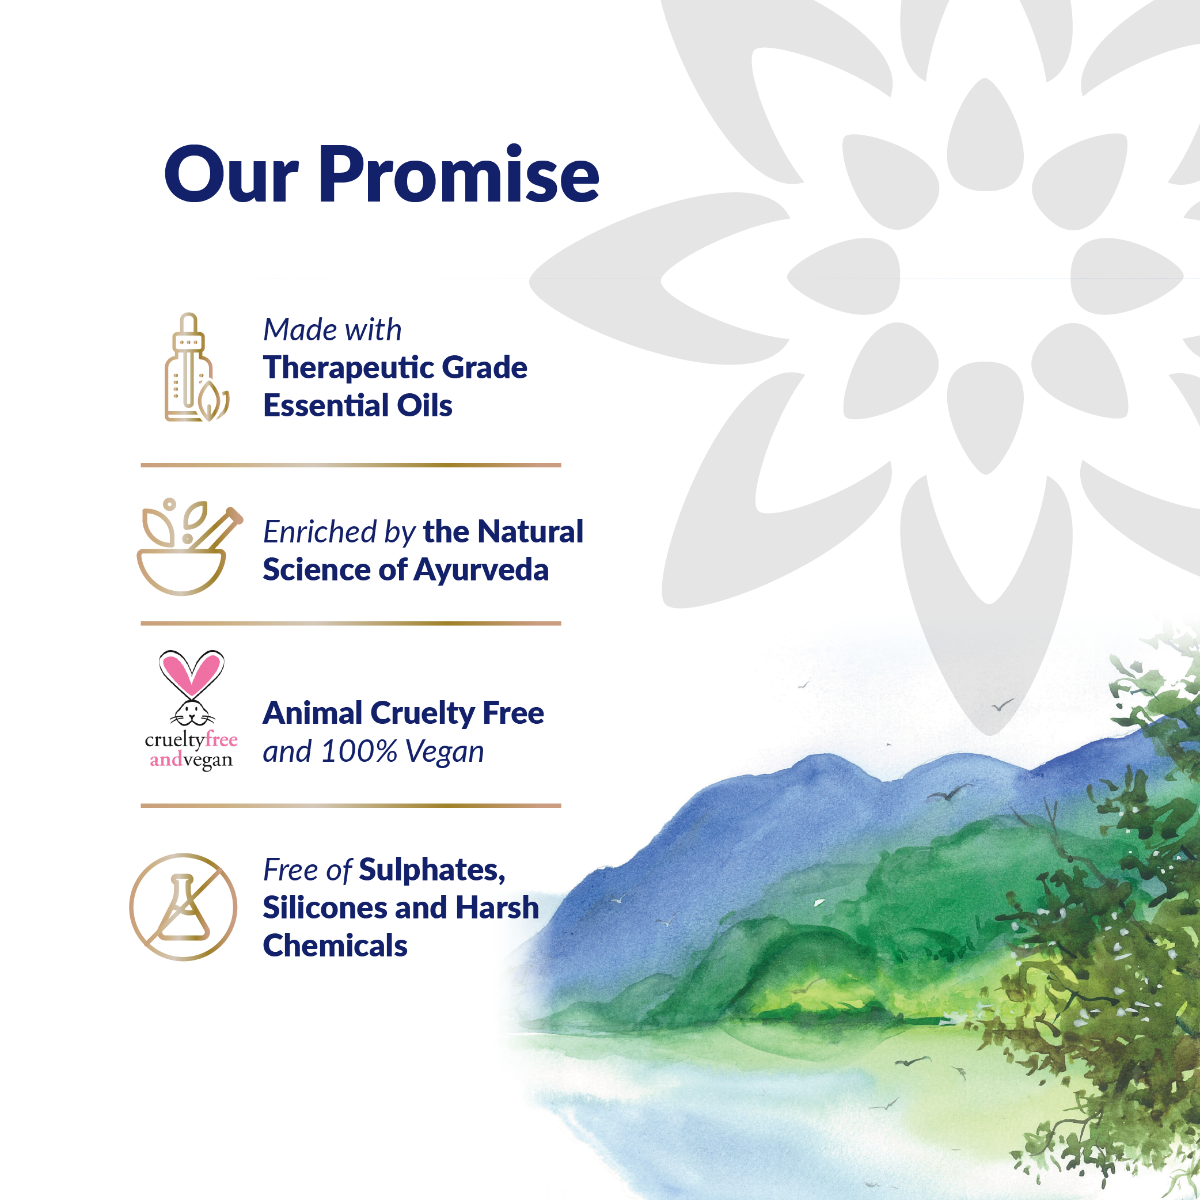 Our Promise
Made with
Therapeutic Grade
Essential Oils
Enriched by the Natural
Science of Ayurveda
crueltyfree
andvegan
Animal Cruelty Free
and 100% Vegan
Free of Sulphates,
Silicones and Harsh
Chemicals